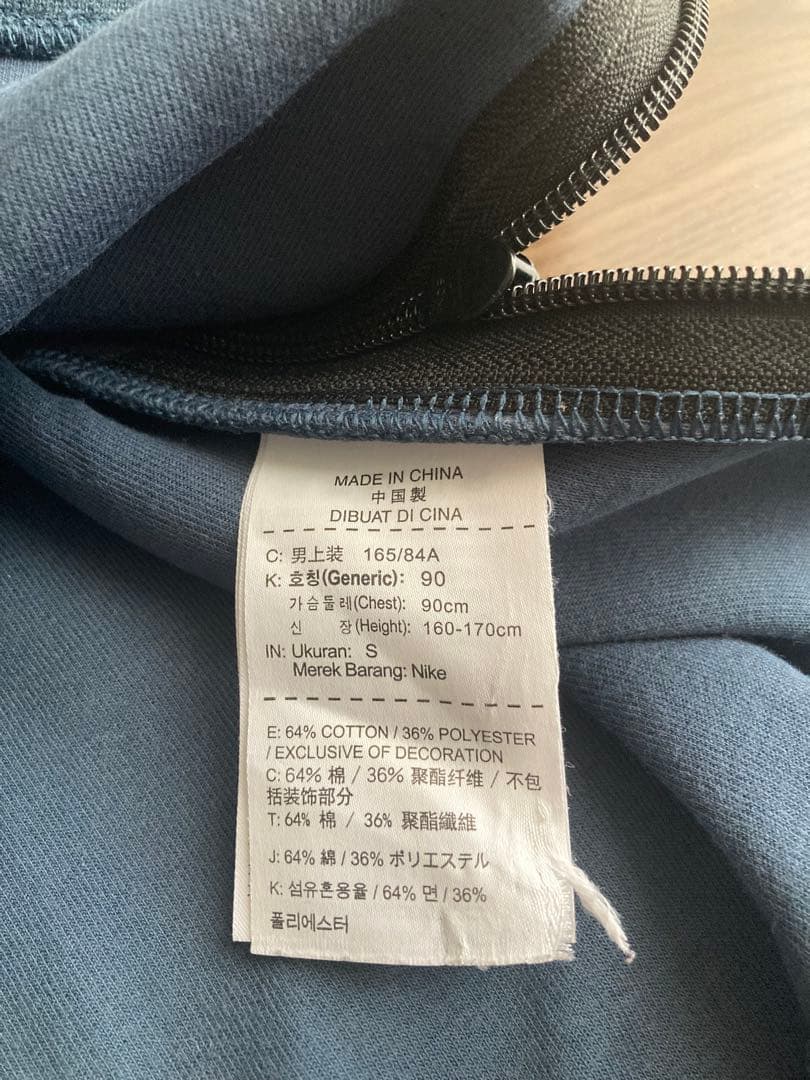 MADE IN CHINA
中国製
DIBUAT DI CINA
C: 男上装 165/84A
K: 호칭(Generic): 90
가슴둘레(Chest): 90cm
신 장(Height): 160-170cm
IN: Ukuran: S
Merek Barang: Nike
E: 64% COTTON / 36% POLYESTER
/ EXCLUSIVE OF DECORATION
C: 64% 棉 / 36% 聚酯纤维 / 不包
括装饰部分
T: 64% 棉 / 36% 聚酯纖維
J: 64% 綿 / 36% ポリエステル
K: 섬유혼용율 / 64% 면 / 36%
폴리에스터